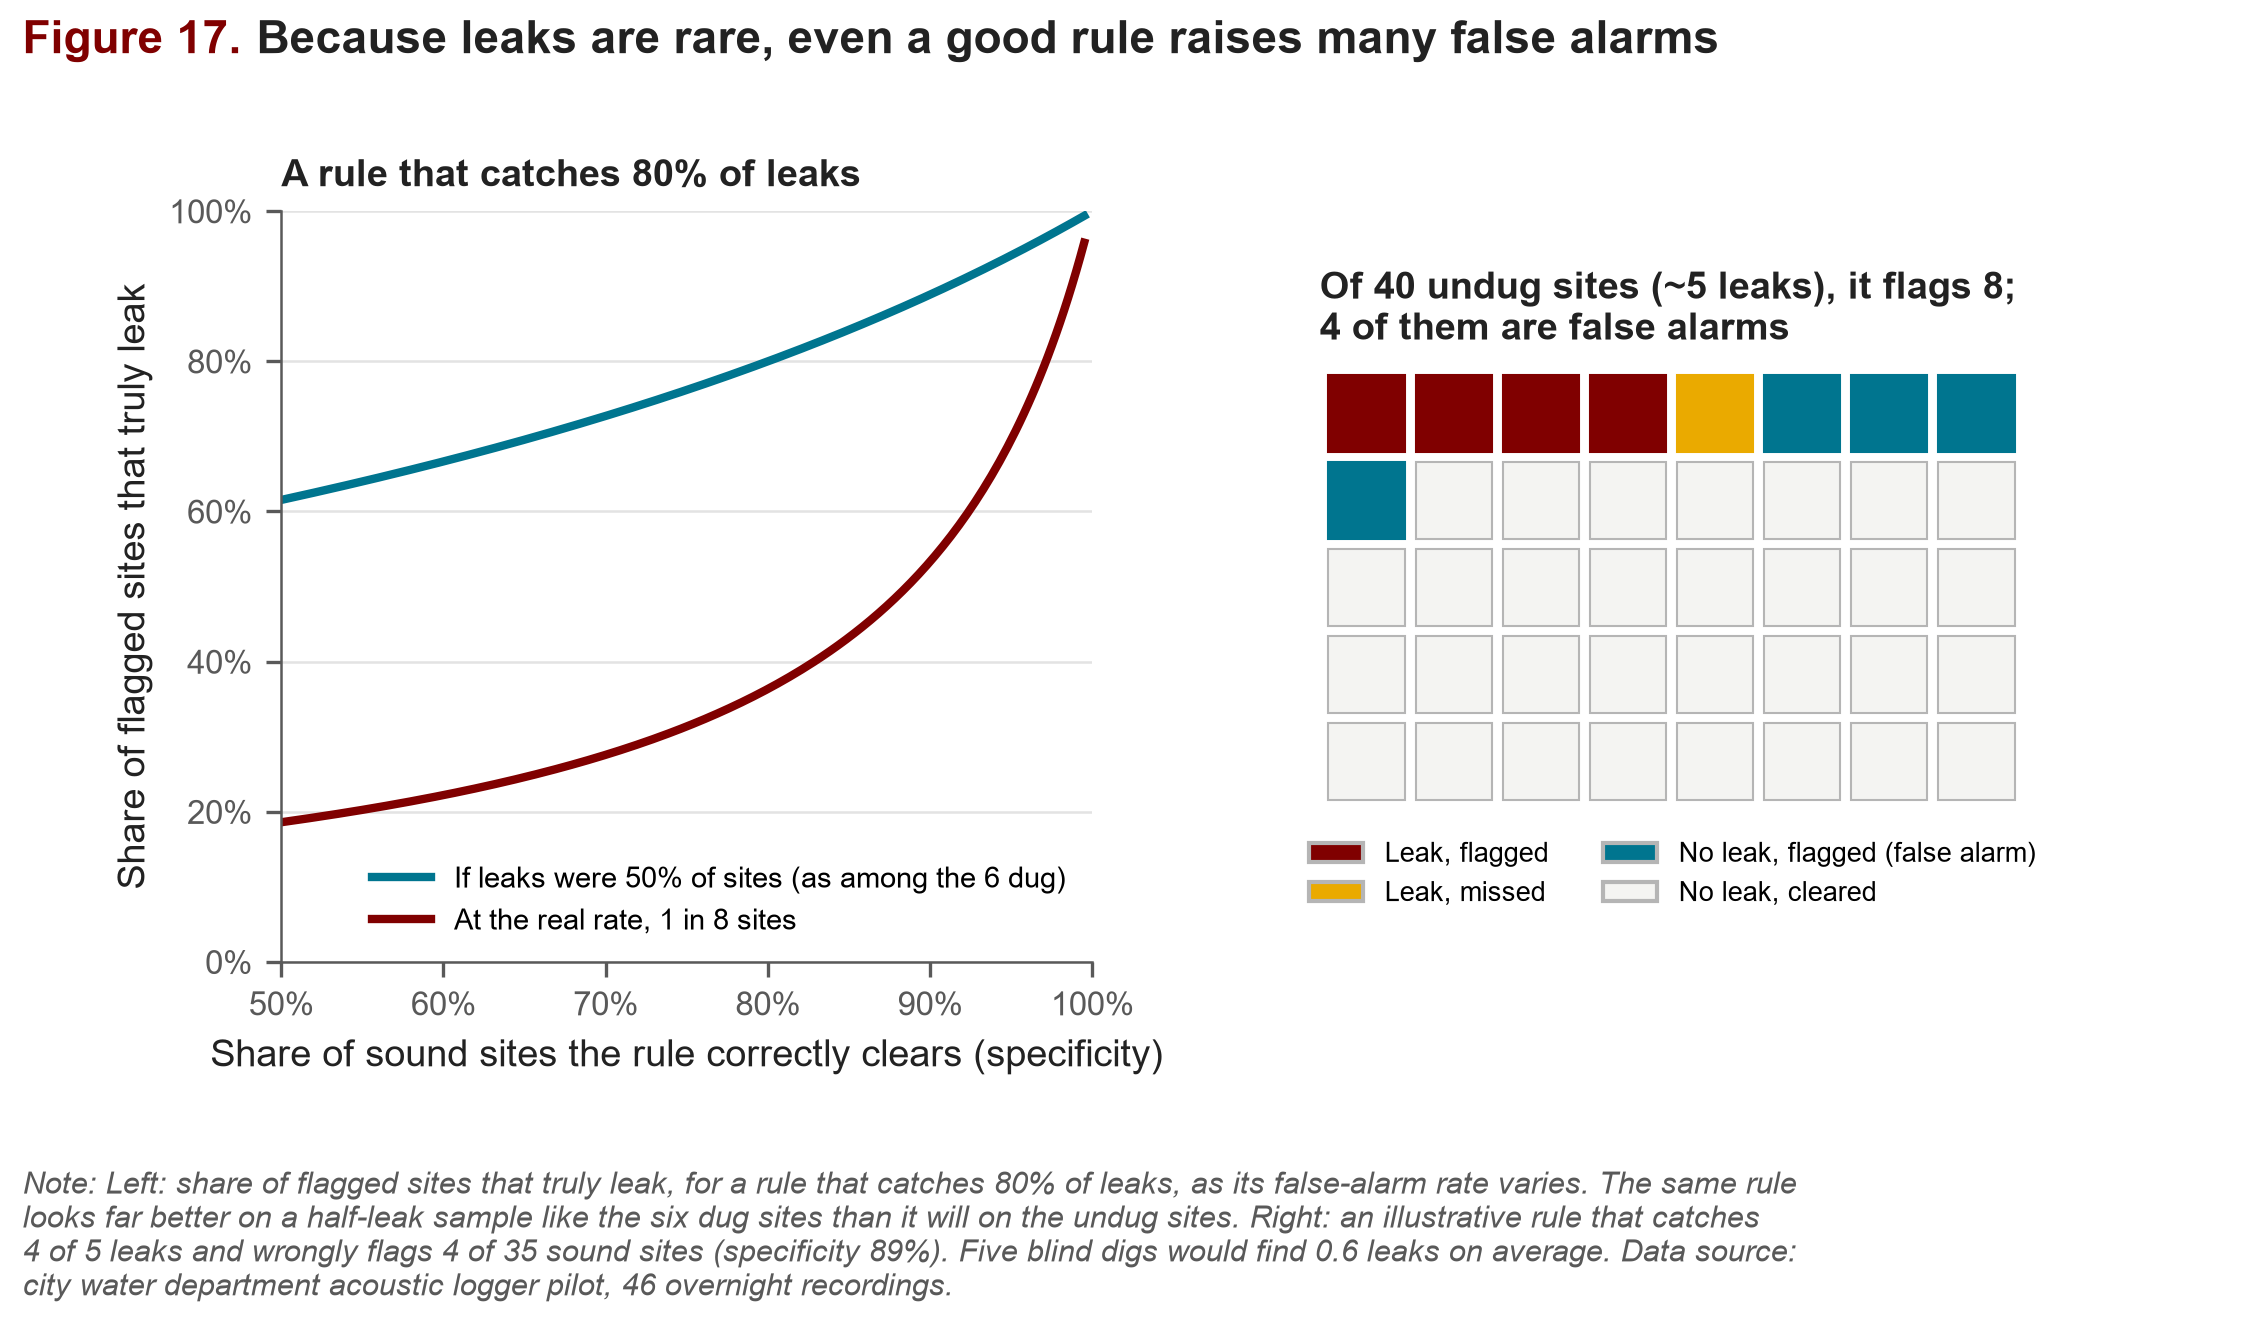 Figure 17. Because leaks are rare, even a good rule raises many false alarms
A rule that catches 80% of leaks
100%
80%
60%
40%
20%
0%
Share of flagged sites that truly leak
If leaks were 50% of sites (as among the 6 dug)
At the real rate, 1 in 8 sites
50%
60%
70%
80%
90%
100%
Share of sound sites the rule correctly clears (specificity)
Of 40 undug sites (~5 leaks), it flags 8;
4 of them are false alarms
Leak, flagged
Leak, missed
No leak, flagged (false alarm)
No leak, cleared
Note: Left: share of flagged sites that truly leak, for a rule that catches 80% of leaks, as its false-alarm rate varies. The same rule
looks far better on a half-leak sample like the six dug sites than it will on the undug sites. Right: an illustrative rule that catches
4 of 5 leaks and wrongly flags 4 of 35 sound sites (specificity 89%). Five blind digs would find 0.6 leaks on average. Data source:
city water department acoustic logger pilot, 46 overnight recordings.